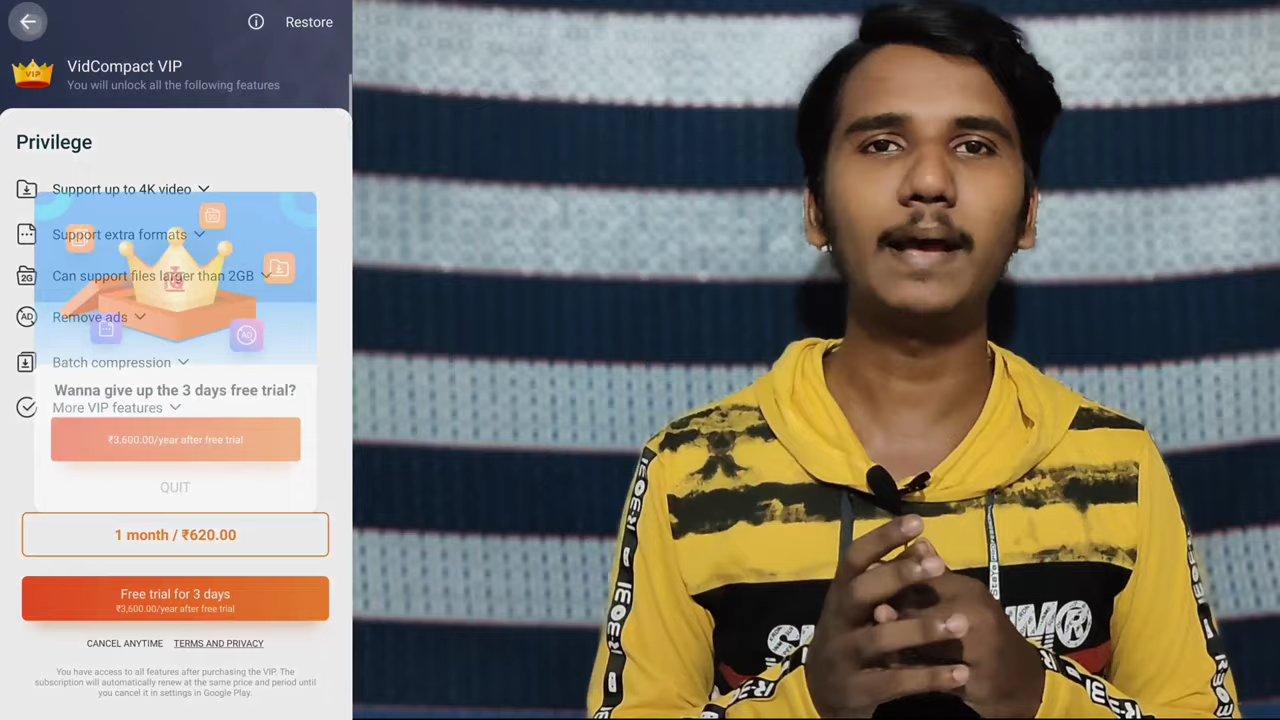 Restore
VIP
VidCompact VIP
You will unlock all the following features
Privilege
Support up to 4K video
Support extra formats
2G
Can support files larger than 2GB
AD
Remove ads
AD
Batch compression
Wanna give up the 3 days free trial?
More VIP features
₹3,600.00/year after free trial
QUIT
1 month / ₹620.00
Free trial for 3 days
₹3,600.00/year after free trial
CANCEL ANYTIME TERMS AND PRIVACY
You have access to all features after purchasing the VIP. The
subscription will automatically renew at the same price and period until
you cancel it in settings in Google Play.